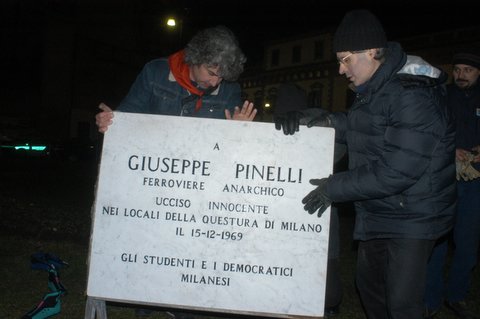 A
GIUSEPPE PINELLI
FERROVIERE ANARCHICO
UCCISO INNOCENTE
NEI LOCALI DELLA QUESTURA DI MILANO
IL 15-12-1969
GLI STUDENTI E I DEMOCRATICI
MILANESI